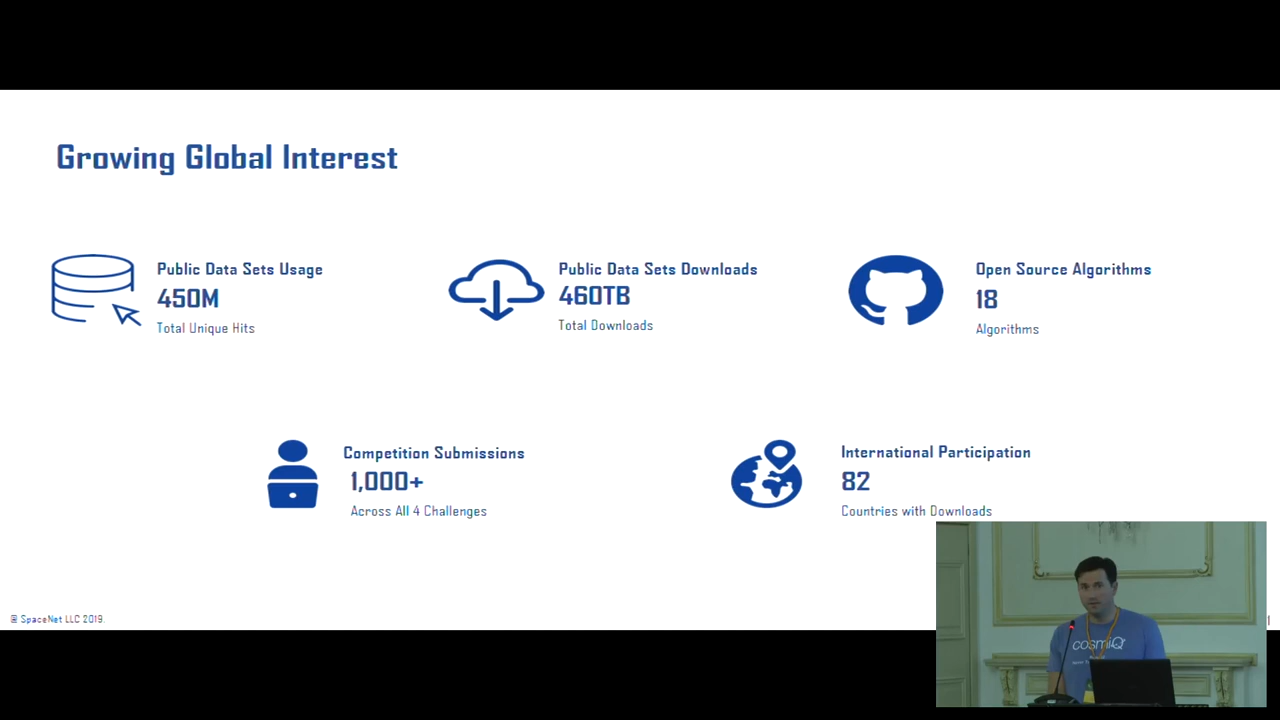 Growing Global Interest
Public Data Sets Usage
450M
Total Unique Hits
Public Data Sets Downloads
460TB
Total Downloads
Open Source Algorithms
18
Algorithms
Competition Submissions
1,000+
Across All 4 Challenges
International Participation
82
Countries with Downloads
@ SpaceNet LLC 2019.
cosmiQ